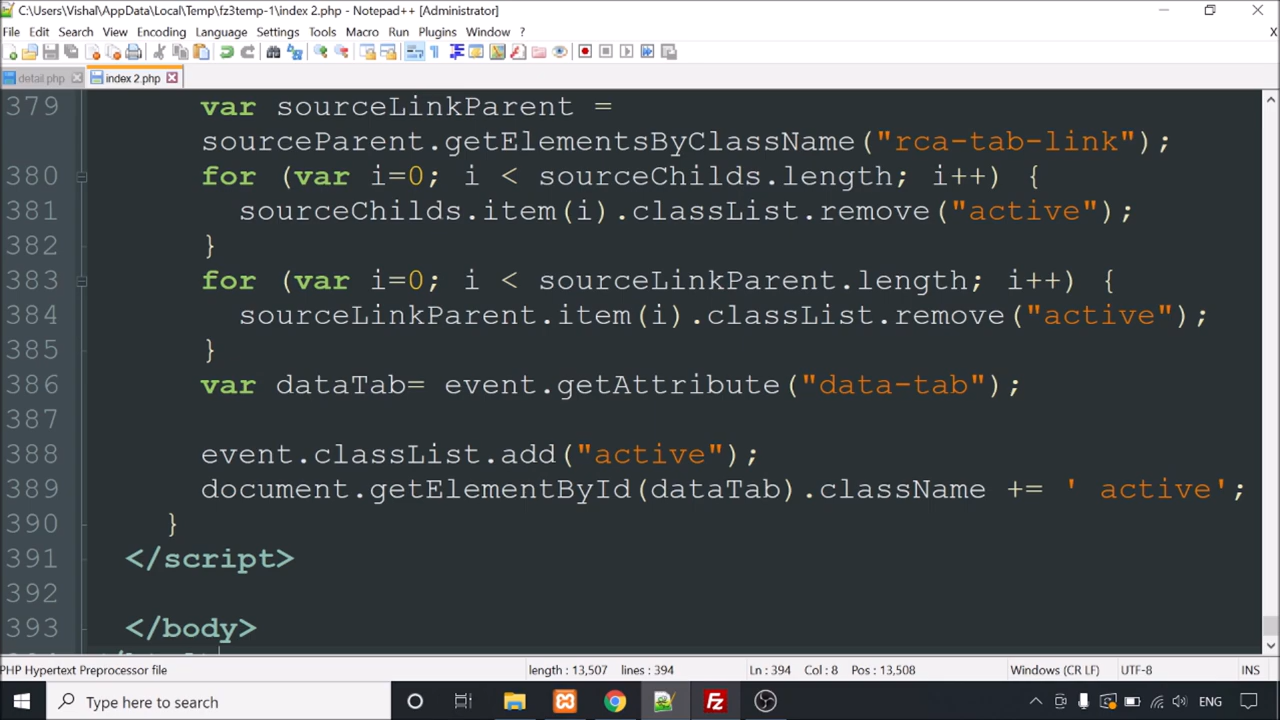 C:\Users\Vishal\AppData\Local\Temp\fz3temp-1\index 2.php - Notepad++ [Administrator]
File Edit Search View Encoding Language Settings Tools Macro Run Plugins Window ? X
detail.php index 2.php
379 var sourceLinkParent =
sourceParent.getElementsByClassName("rca-tab-link");
380 for (var i=0; i < sourceChilds.length; i++) {
381 sourceChilds.item(i).classList.remove("active");
382 }
383 for (var i=0; i < sourceLinkParent.length; i++) {
384 sourceLinkParent.item(i).classList.remove("active");
385 }
386 var dataTab= event.getAttribute("data-tab");
387
388 event.classList.add("active");
389 document.getElementById(dataTab).className += ' active';
390 }
391 </script>
392
393 </body>
PHP Hypertext Preprocessor file length : 13,507 lines : 394 Ln : 394 Col : 8 Pos : 13,508 Windows (CR LF) UTF-8 INS
Type here to search ENG